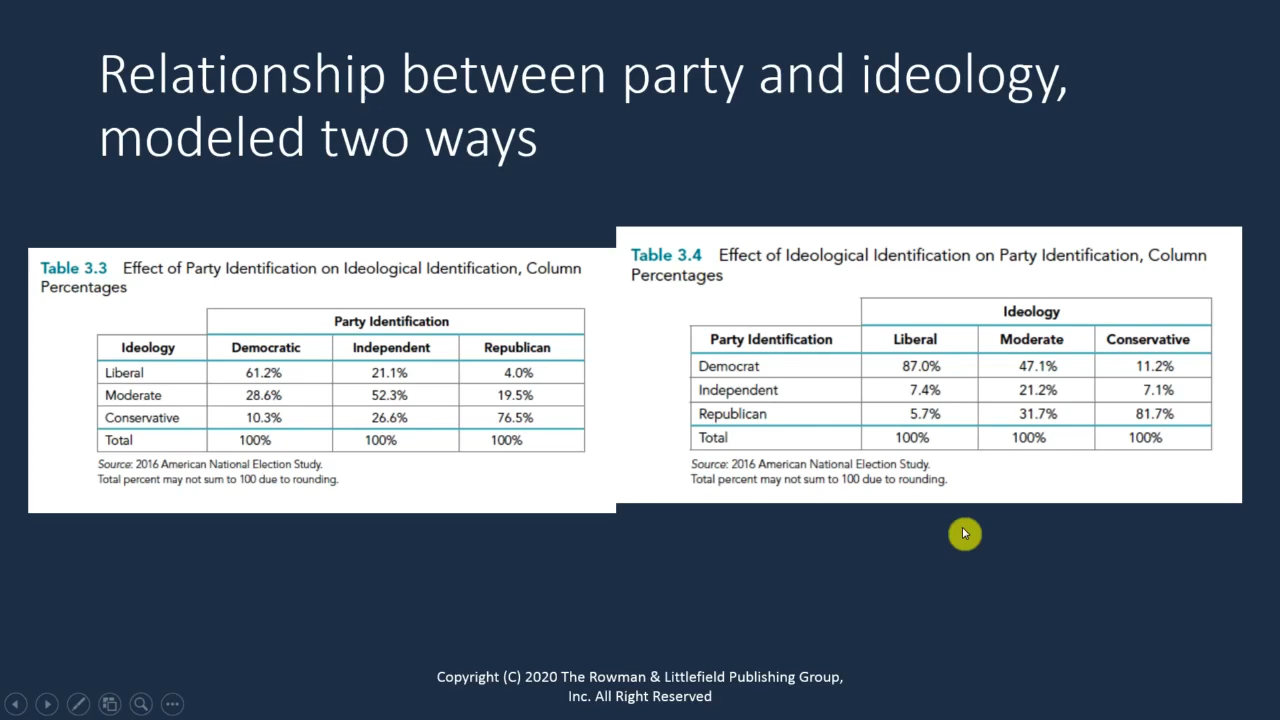 Relationship between party and ideology,
modeled two ways
Table 3.3 Effect of Party Identification on Ideological Identification, Column
Percentages
Party Identification
Ideology Democratic Independent Republican
Liberal 61.2% 21.1% 4.0%
Moderate 28.6% 52.3% 19.5%
Conservative 10.3% 26.6% 76.5%
Total 100% 100% 100%
Source: 2016 American National Election Study.
Total percent may not sum to 100 due to rounding.
Table 3.4 Effect of Ideological Identification on Party Identification, Column
Percentages
Ideology
Party Identification Liberal Moderate Conservative
Democrat 87.0% 47.1% 11.2%
Independent 7.4% 21.2% 7.1%
Republican 5.7% 31.7% 81.7%
Total 100% 100% 100%
Source: 2016 American National Election Study.
Total percent may not sum to 100 due to rounding.
Copyright (C) 2020 The Rowman & Littlefield Publishing Group,
Inc. All Right Reserved